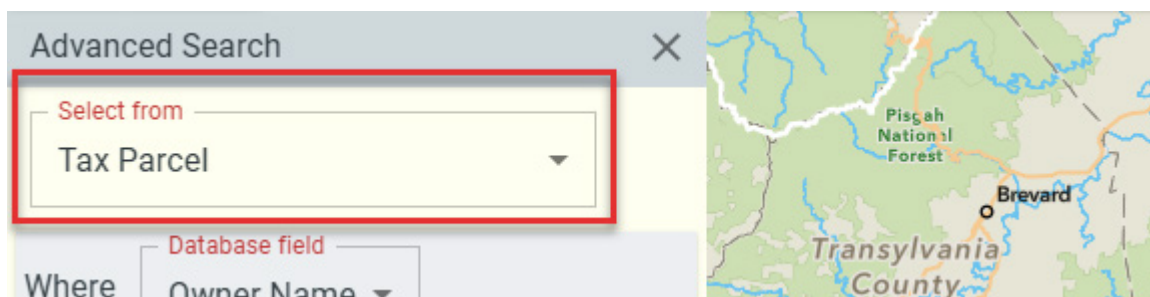 Advanced Search
Select from
Tax Parcel
Database field
Where
Owner Name
Pisgah
National
Forest
Brevard
Transylvania
County